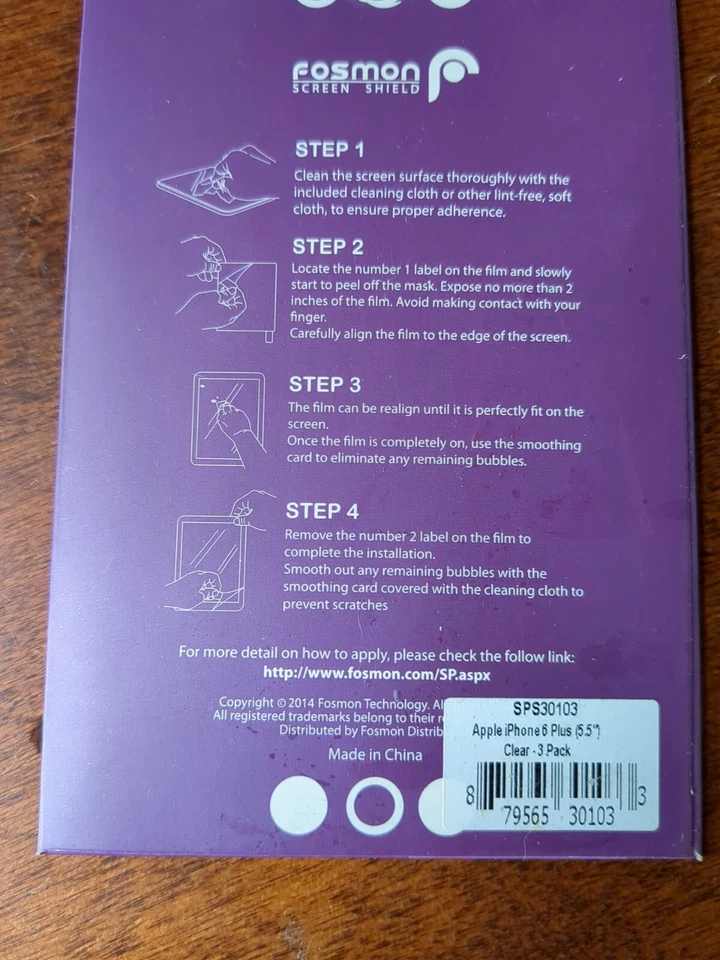 FOSMON
SCREEN SHIELD
STEP 1
Clean the screen surface thoroughly with the
included cleaning cloth or other lint-free, soft
cloth, to ensure proper adherence.
STEP 2
Locate the number 1 label on the film and slowly
start to peel off the mask. Expose no more than 2
inches of the film. Avoid making contact with your
finger.
Carefully align the film to the edge of the screen.
STEP 3
The film can be realign until it is perfectly fit on the
screen.
Once the film is completely on, use the smoothing
card to eliminate any remaining bubbles.
STEP 4
Remove the number 2 label on the film to
complete the installation.
Smooth out any remaining bubbles with the
smoothing card covered with the cleaning cloth to
prevent scratches
For more detail on how to apply, please check the follow link:
http://www.fosmon.com/SP.aspx
Copyright © 2014 Fosmon Technology. Al
All registered trademarks belong to their re
Distributed by Fosmon Distrib
Made in China
SPS30103
Apple iPhone 6 Plus (5.5")
Clear - 3 Pack
8 79565 30103 3